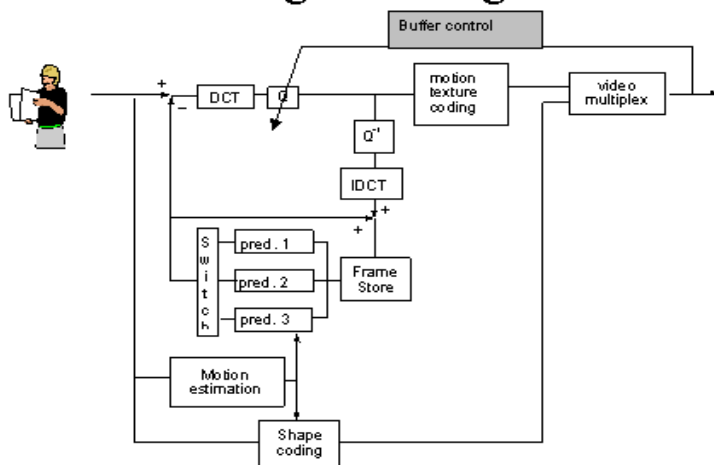 Buffer control
+
_
DCT
Q
motion
texture
coding
video
multiplex
Q⁻¹
IDCT
+
+
S
w
i
t
c
h
pred. 1
pred. 2
pred. 3
Frame
Store
Motion
estimation
Shape
coding